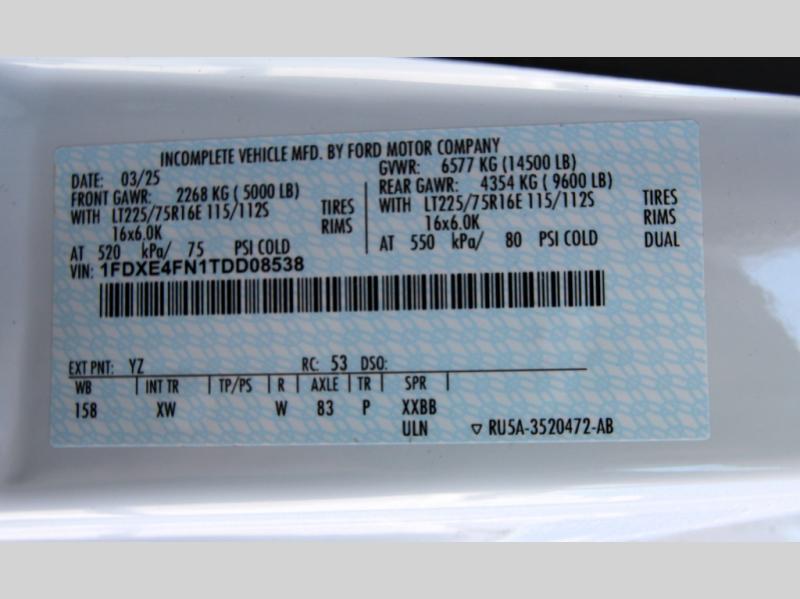 INCOMPLETE VEHICLE MFD. BY FORD MOTOR COMPANY
DATE: 03/25
FRONT GAWR: 2268 KG ( 5000 LB)
WITH LT225/75R16E 115/112S TIRES
16x6.0K RIMS
AT 520 kPa/ 75 PSI COLD
GVWR: 6577 KG (14500 LB)
REAR GAWR: 4354 KG ( 9600 LB)
WITH LT225/75R16E 115/112S TIRES
16x6.0K RIMS
AT 550 kPa/ 80 PSI COLD DUAL
VIN: 1FDXE4FN1TDD08538
EXT PNT: YZ RC: 53 DSO:
WB INT TR TP/PS R AXLE TR SPR
158 XW W 83 P XXBB
ULN ▽ RU5A-3520472-AB